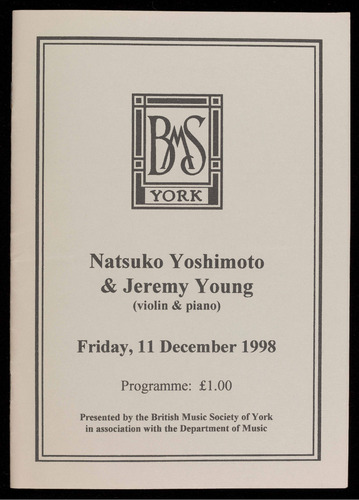 BMS
YORK
Natsuko Yoshimoto
& Jeremy Young
(violin & piano)
Friday, 11 December 1998
Programme: £1.00
Presented by the British Music Society of York
in association with the Department of Music